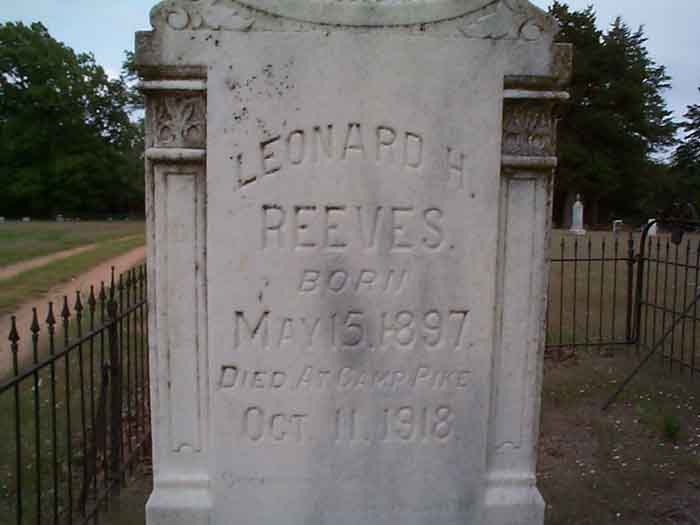 LEONARD H.
REEVES.
BORN
MAY 15, 1897.
DIED AT CAMP PIKE
OCT. 11. 1918.